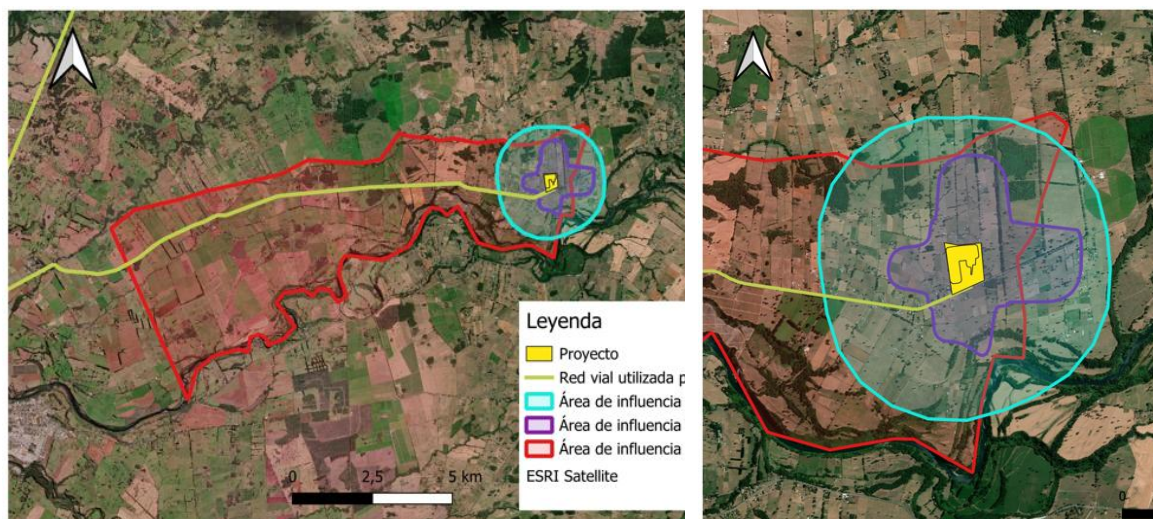 Leyenda
Proyecto
Red vial utilizada p
Área de influencia
Área de influencia
Área de influencia
ESRI Satellite
0 2,5 5 km
0